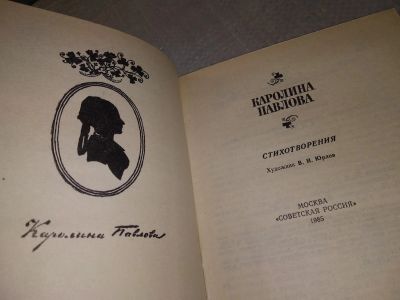 Каролина Павлова
КАРОЛИНА
ПАВЛОВА
СТИХОТВОРЕНИЯ
Художник В. И. Юрлов
МОСКВА
«СОВЕТСКАЯ РОССИЯ»
1985